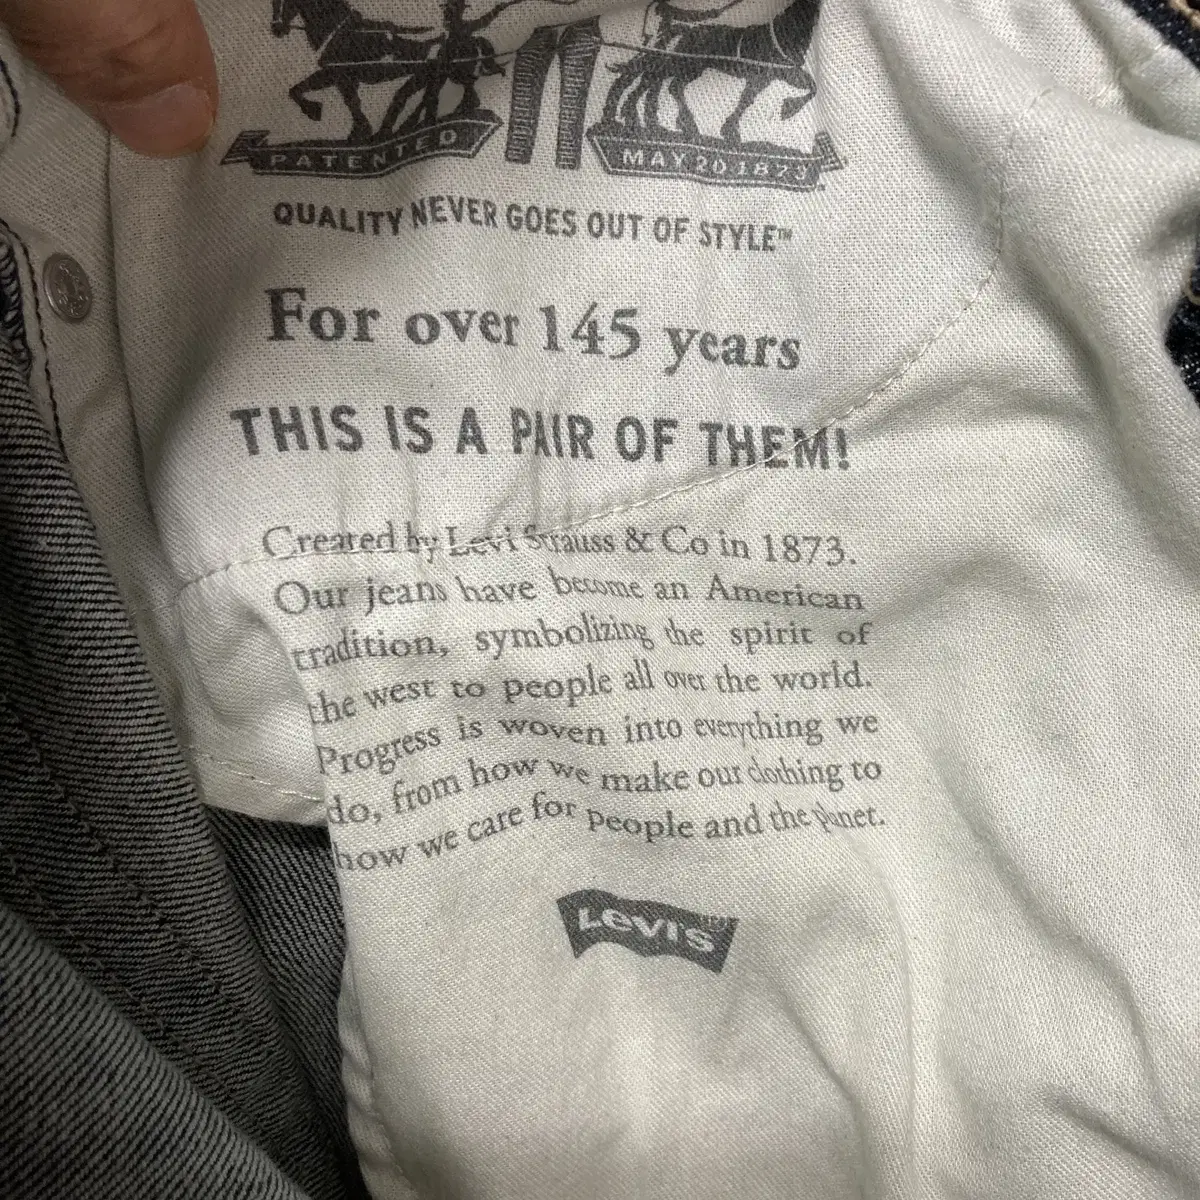 PATENTED MAY 20 1873
QUALITY NEVER GOES OUT OF STYLE™
For over 145 years
THIS IS A PAIR OF THEM!
Created by Levi Strauss & Co in 1873.
Our jeans have become an American
tradition, symbolizing the spirit of
the west to people all over the world.
Progress is woven into everything we
do, from how we make our clothing to
how we care for people and the planet.
LEVI'S